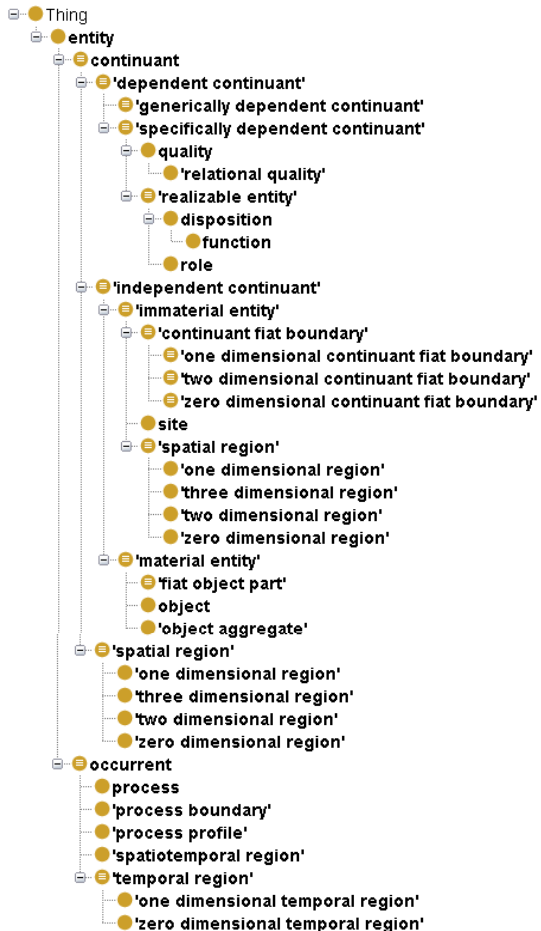 Thing
entity
continuant
'dependent continuant'
'generically dependent continuant'
'specifically dependent continuant'
quality
'relational quality'
'realizable entity'
disposition
function
role
'independent continuant'
'immaterial entity'
'continuant fiat boundary'
'one dimensional continuant fiat boundary'
'two dimensional continuant fiat boundary'
'zero dimensional continuant fiat boundary'
site
'spatial region'
'one dimensional region'
'three dimensional region'
'two dimensional region'
'zero dimensional region'
'material entity'
'fiat object part'
object
'object aggregate'
'spatial region'
'one dimensional region'
'three dimensional region'
'two dimensional region'
'zero dimensional region'
occurrent
process
'process boundary'
'process profile'
'spatiotemporal region'
'temporal region'
'one dimensional temporal region'
'zero dimensional temporal region'